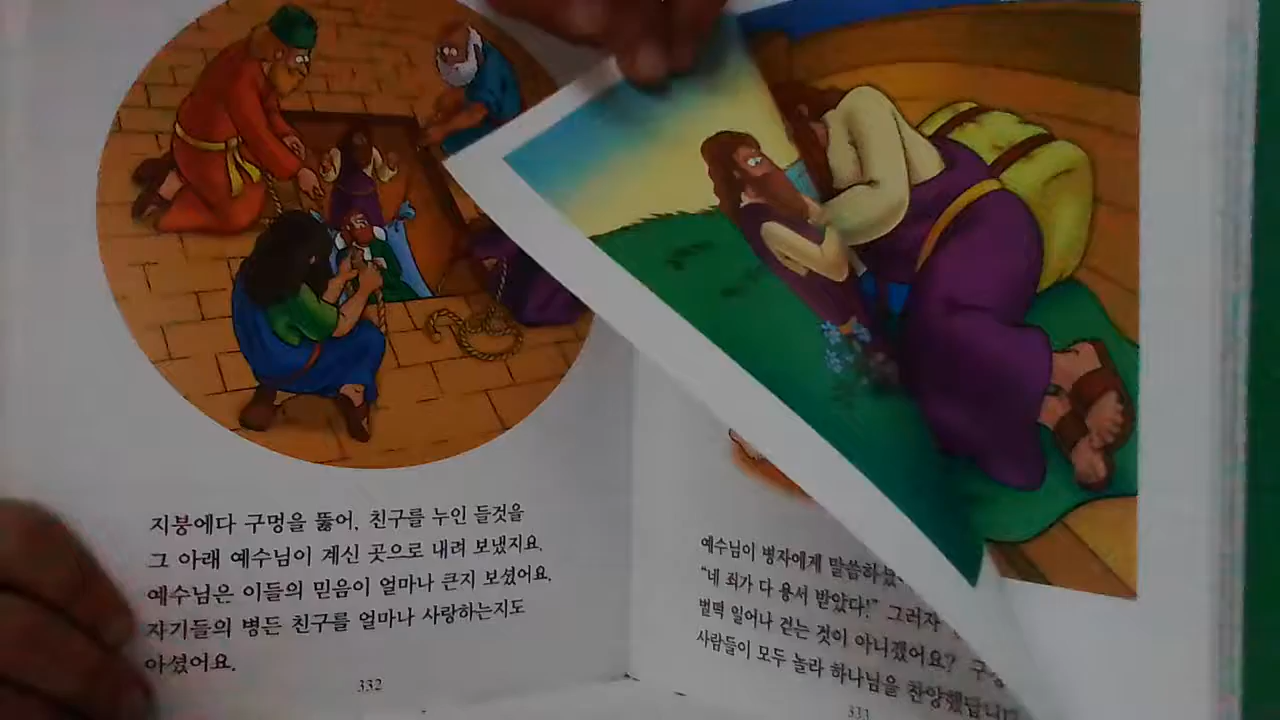 지붕에다 구멍을 뚫어, 친구를 누인 들것을
그 아래 예수님이 계신 곳으로 내려 보냈지요.
예수님은 이들의 믿음이 얼마나 큰지 보셨어요.
자기들의 병든 친구를 얼마나 사랑하는지도
아셨어요.
332
예수님이 병자에게 말씀하셨
“네 죄가 다 용서 받았다!” 그러자
벌떡 일어나 걷는 것이 아니겠어요?
사람들이 모두 놀라 하나님을 찬양했답니다
333